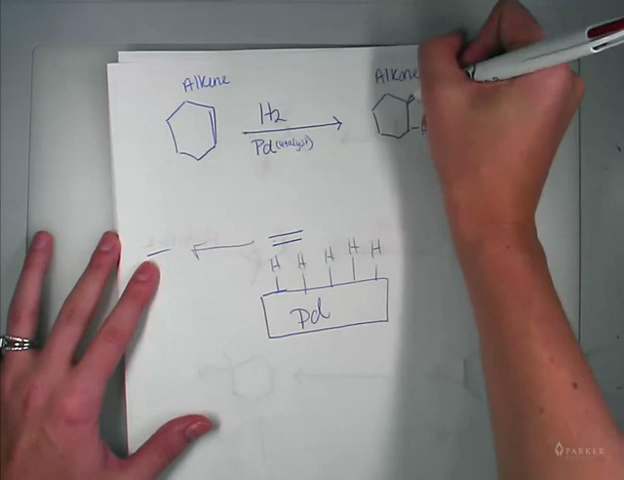 Alkene
Alkane
H2
Pd(catalyst)
H H H H H
Pd
PARKER